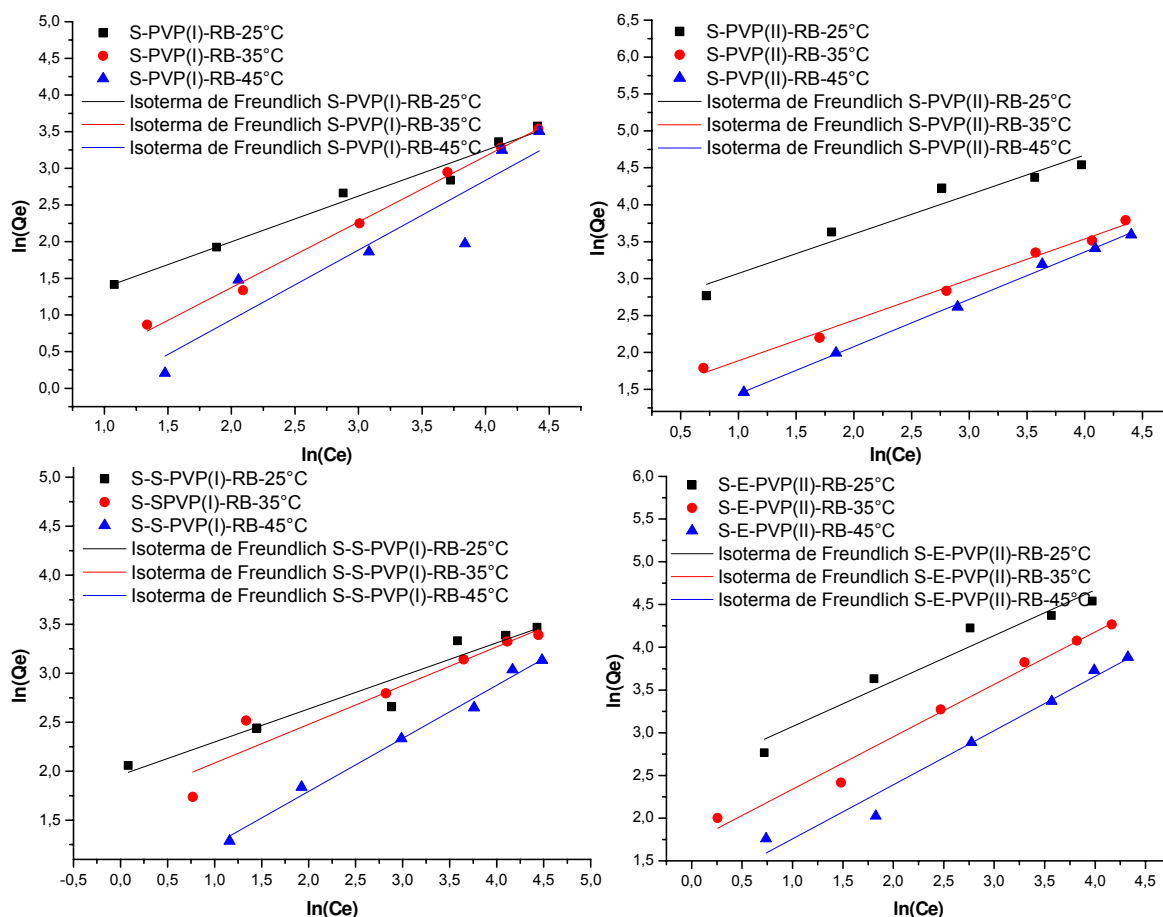 5,0
4,5
4,0
3,5
3,0
2,5
2,0
1,5
1,0
0,5
0,0
ln(Qe)
S-PVP(I)-RB-25°C
S-PVP(I)-RB-35°C
S-PVP(I)-RB-45°C
Isoterma de Freundlich S-PVP(I)-RB-25°C
Isoterma de Freundlich S-PVP(I)-RB-35°C
Isoterma de Freundlich S-PVP(I)-RB-45°C
1,0 1,5 2,0 2,5 3,0 3,5 4,0 4,5
ln(Ce)
6,5
6,0
5,5
5,0
4,5
4,0
3,5
3,0
2,5
2,0
1,5
ln(Qe)
S-PVP(II)-RB-25°C
S-PVP(II)-RB-35°C
S-PVP(II)-RB-45°C
Isoterma de Freundlich S-PVP(II)-RB-25°C
Isoterma de Freundlich S-PVP(II)-RB-35°C
Isoterma de Freundlich S-PVP(II)-RB-45°C
0,5 1,0 1,5 2,0 2,5 3,0 3,5 4,0 4,5
ln(Ce)
5,0
4,5
4,0
3,5
3,0
2,5
2,0
1,5
ln(Qe)
S-S-PVP(I)-RB-25°C
S-SPVP(I)-RB-35°C
S-S-PVP(I)-RB-45°C
Isoterma de Freundlich S-S-PVP(I)-RB-25°C
Isoterma de Freundlich S-S-PVP(I)-RB-35°C
Isoterma de Freundlich S-S-PVP(I)-RB-45°C
-0,5 0,0 0,5 1,0 1,5 2,0 2,5 3,0 3,5 4,0 4,5 5,0
ln(Ce)
6,0
5,5
5,0
4,5
4,0
3,5
3,0
2,5
2,0
1,5
ln(Qe)
S-E-PVP(II)-RB-25°C
S-E-PVP(II)-RB-35°C
S-E-PVP(II)-RB-45°C
Isoterma de Freundlich S-E-PVP(II)-RB-25°C
Isoterma de Freundlich S-E-PVP(II)-RB-35°C
Isoterma de Freundlich S-E-PVP(II)-RB-45°C
0,0 0,5 1,0 1,5 2,0 2,5 3,0 3,5 4,0 4,5
ln(Ce)